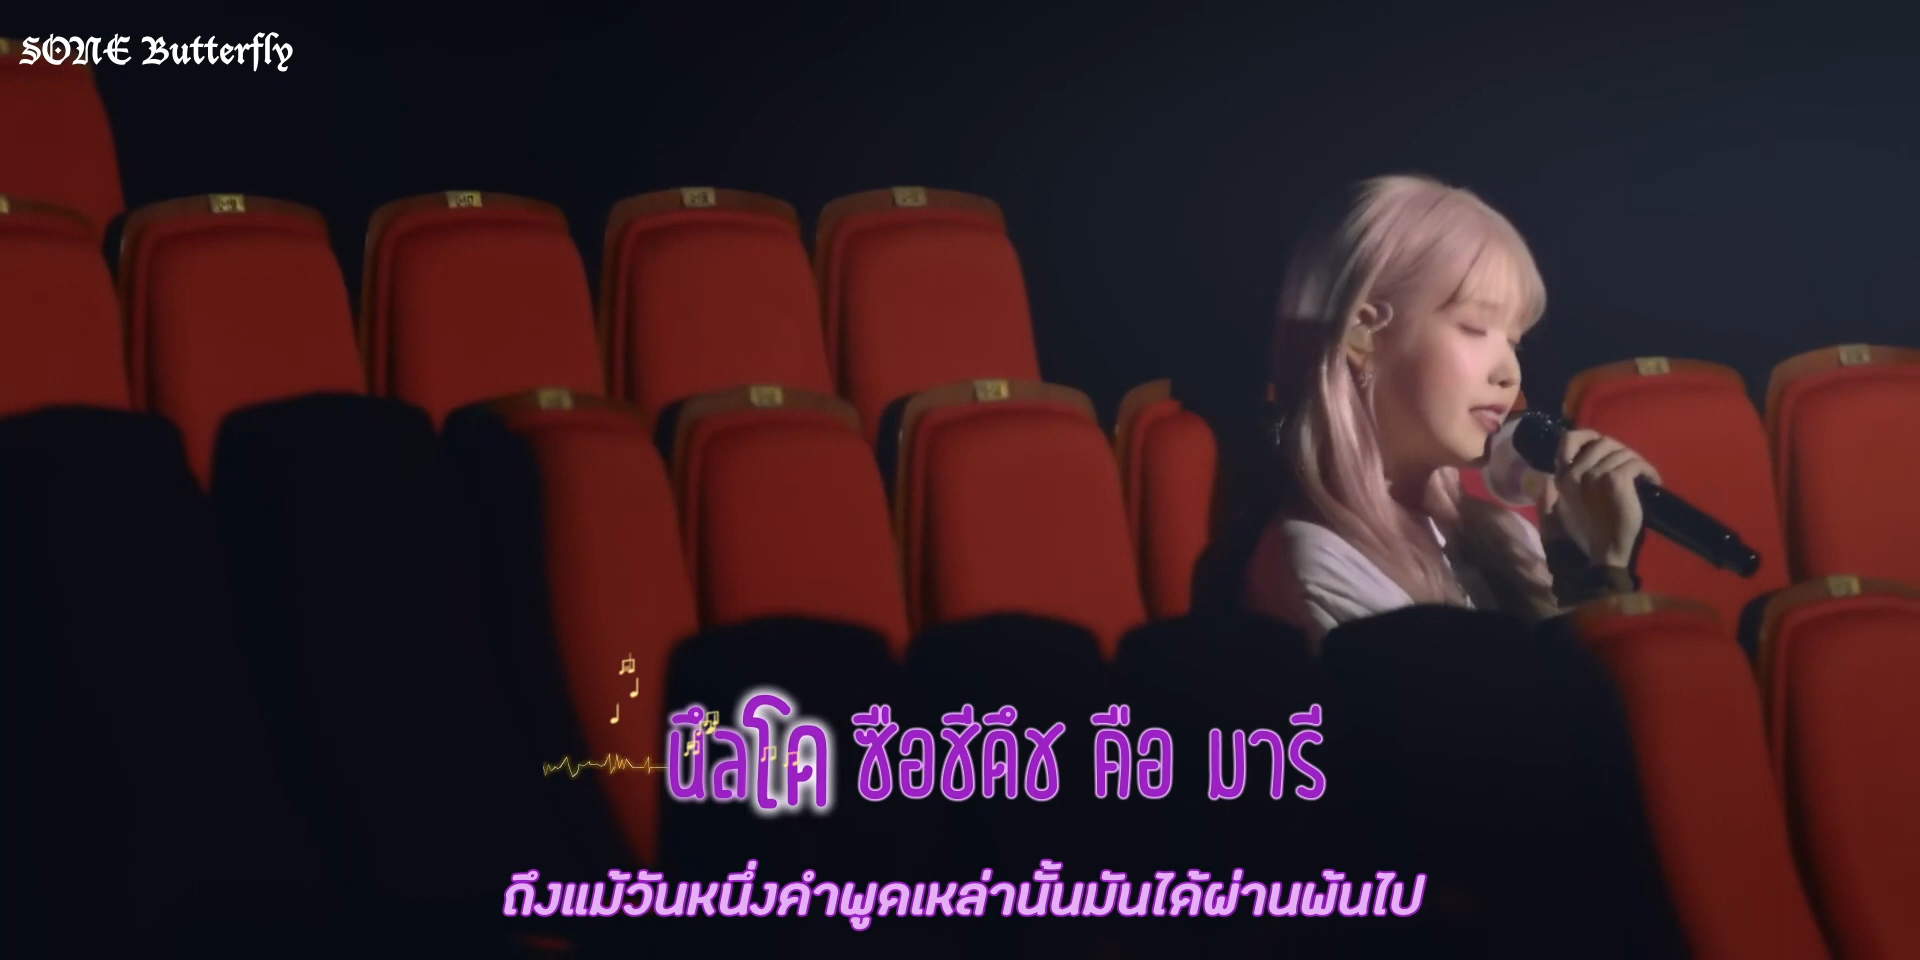 SONE Butterfly
นึลโค ซือชีคึช คือ มารี
ถึงแม้วันหนึ่งคำพูดเหล่านั้นมันได้ผ่านพ้นไป